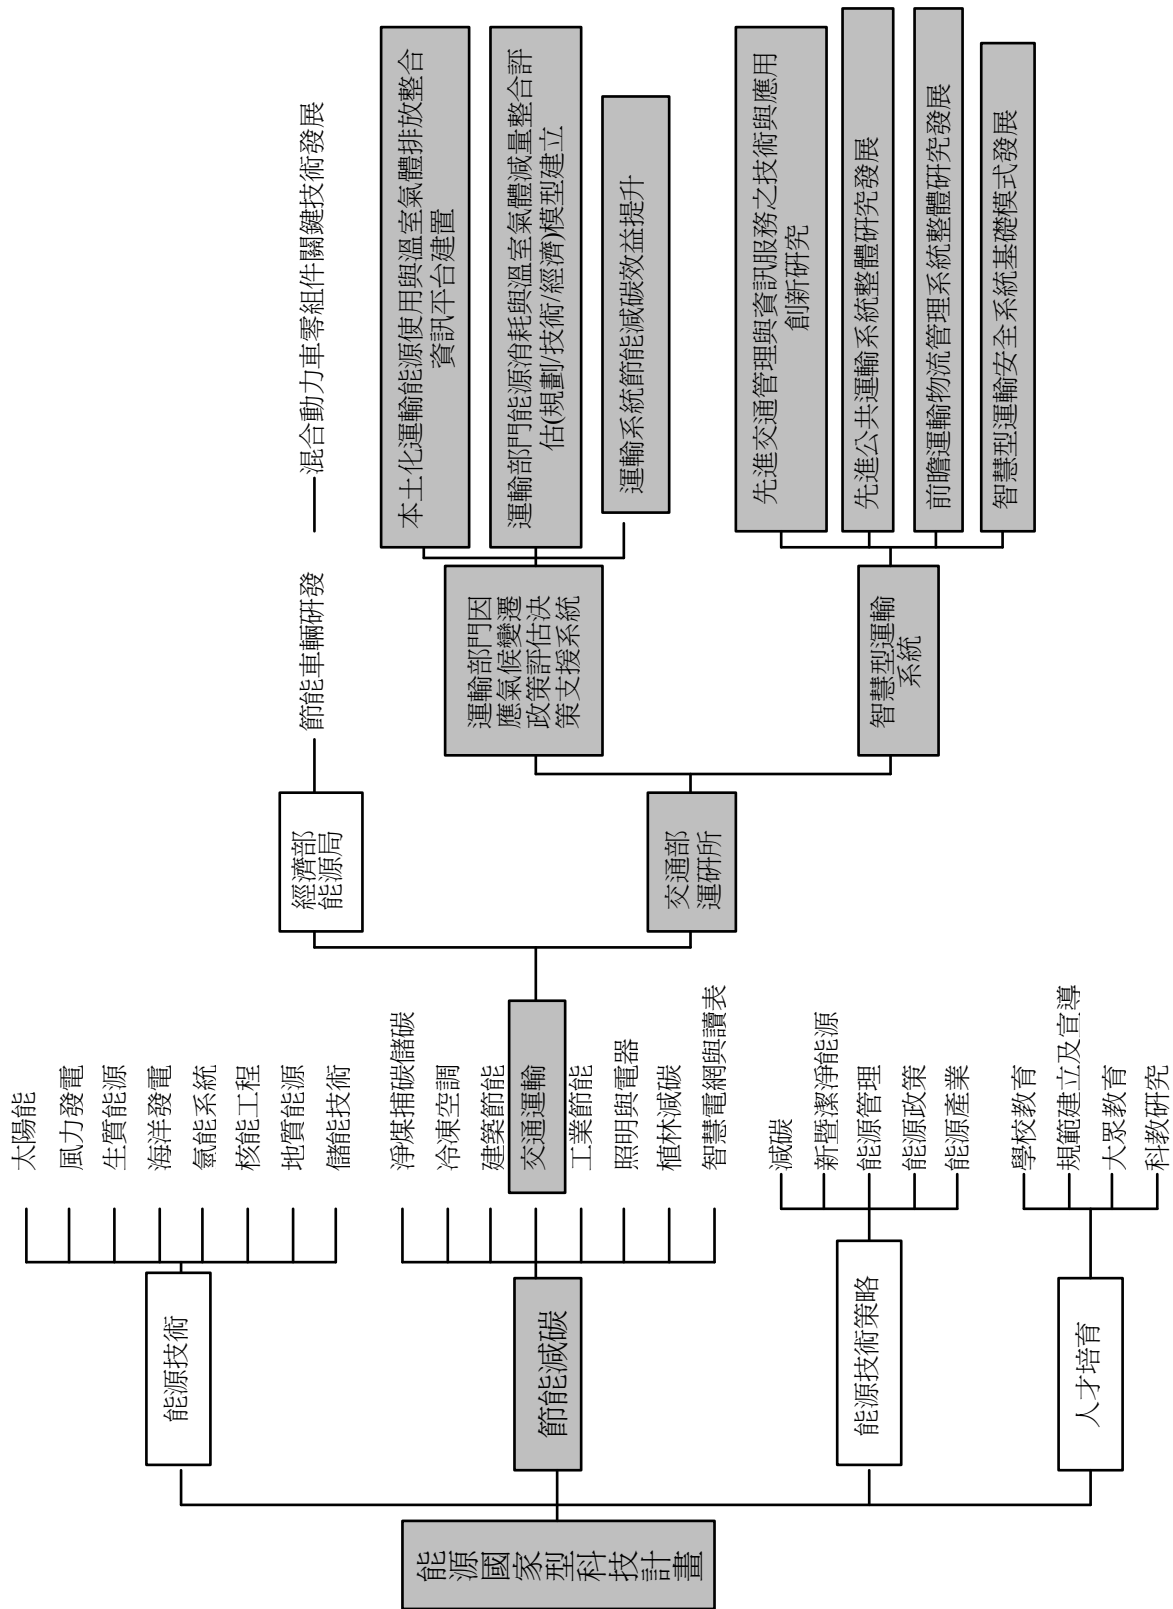 能源國家型科技計畫
能源技術
太陽能
風力發電
生質能源
海洋發電
氫能系統
核能工程
地質能源
儲能技術
節能減碳
淨煤捕碳儲碳
冷凍空調
建築節能
交通運輸
工業節能
照明與電器
植林減碳
智慧電網與讀表
能源技術策略
減碳
新暨潔淨能源
能源管理
能源政策
能源產業
人才培育
學校教育
規範建立及宣導
大眾教育
科教研究
經濟部
能源局
節能車輛研發
混合動力車零組件關鍵技術發展
交通部
運研所
運輸部門因
應氣候變遷
政策評估決
策支援系統
本土化運輸能源使用與溫室氣體排放整合
資訊平台建置
運輸部門能源消耗與溫室氣體減量整合評
估(規劃/技術/經濟)模型建立
運輸系統節能減碳效益提升
智慧型運輸
系統
先進交通管理與資訊服務之技術與應用
創新研究
先進公共運輸系統整體研究發展
前瞻運輸物流管理系統整體研究發展
智慧型運輸安全系統基礎模式發展